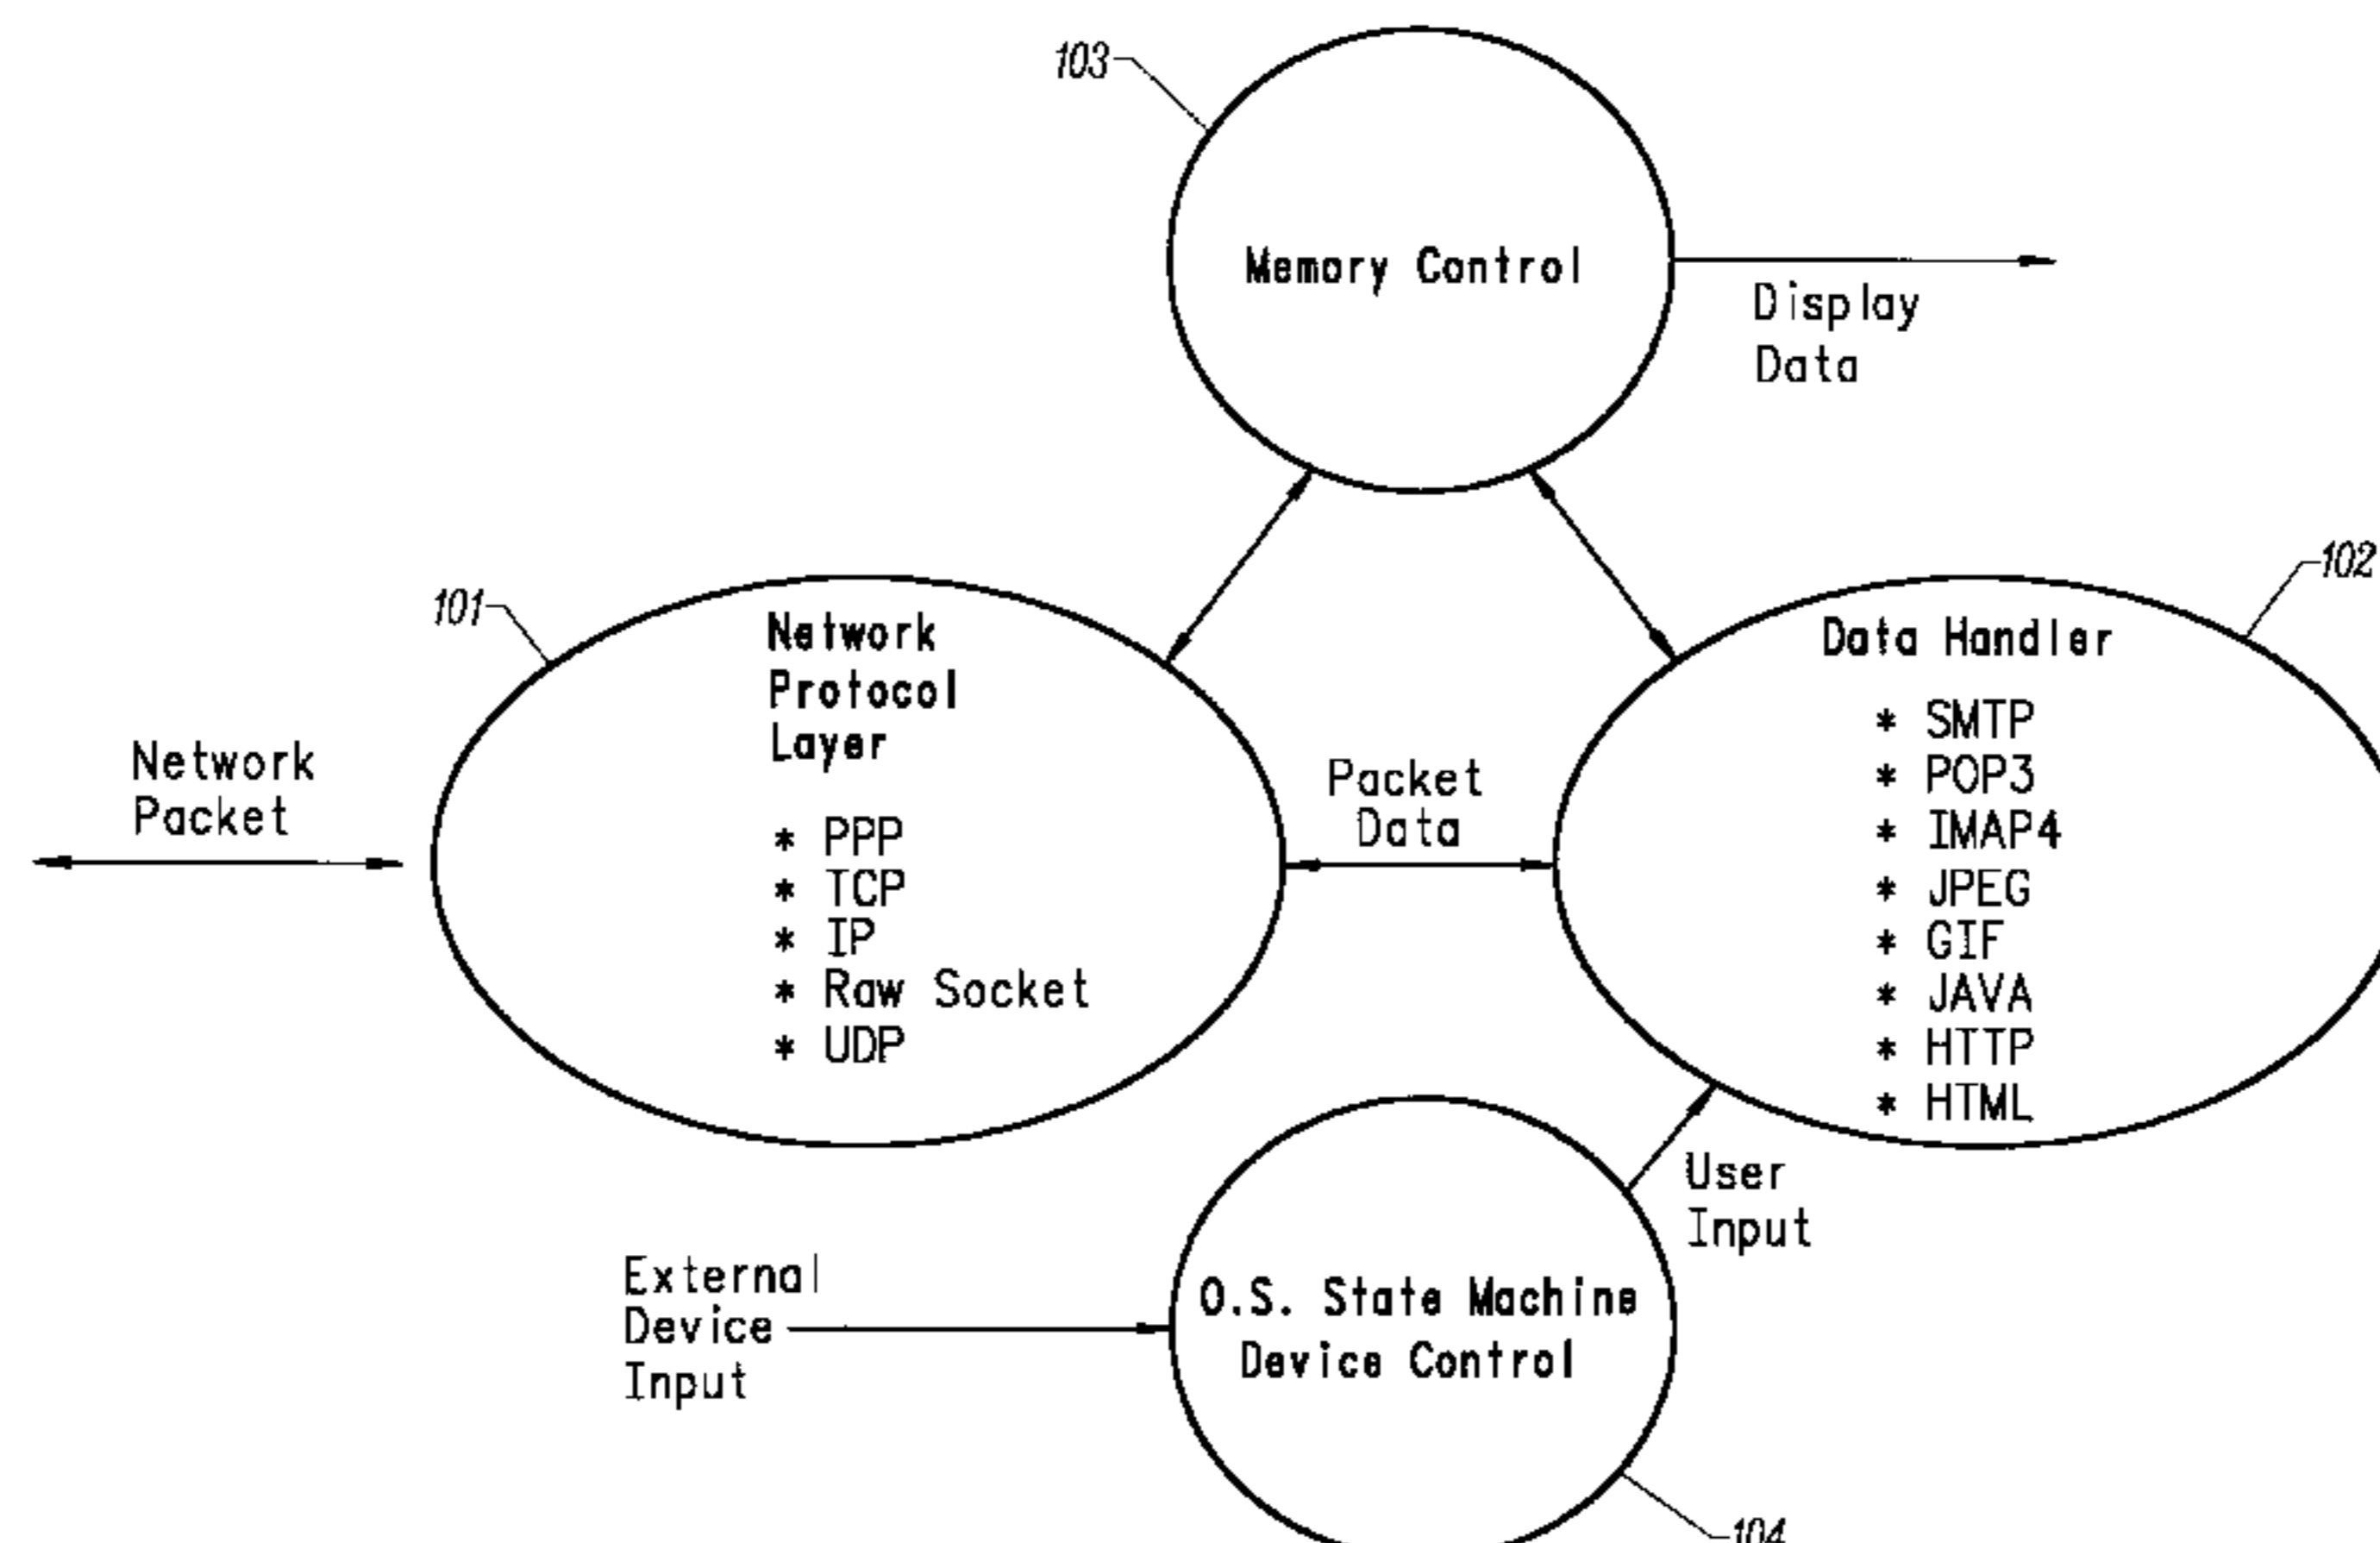 103
Memory Control
Display
Data
101
Network
Protocol
Layer
* PPP
* TCP
* IP
* Raw Socket
* UDP
Network
Packet
Packet
Data
102
Data Handler
* SMTP
* POP3
* IMAP4
* JPEG
* GIF
* JAVA
* HTTP
* HTML
User
Input
External
Device
Input
O.S. State Machine
Device Control
104